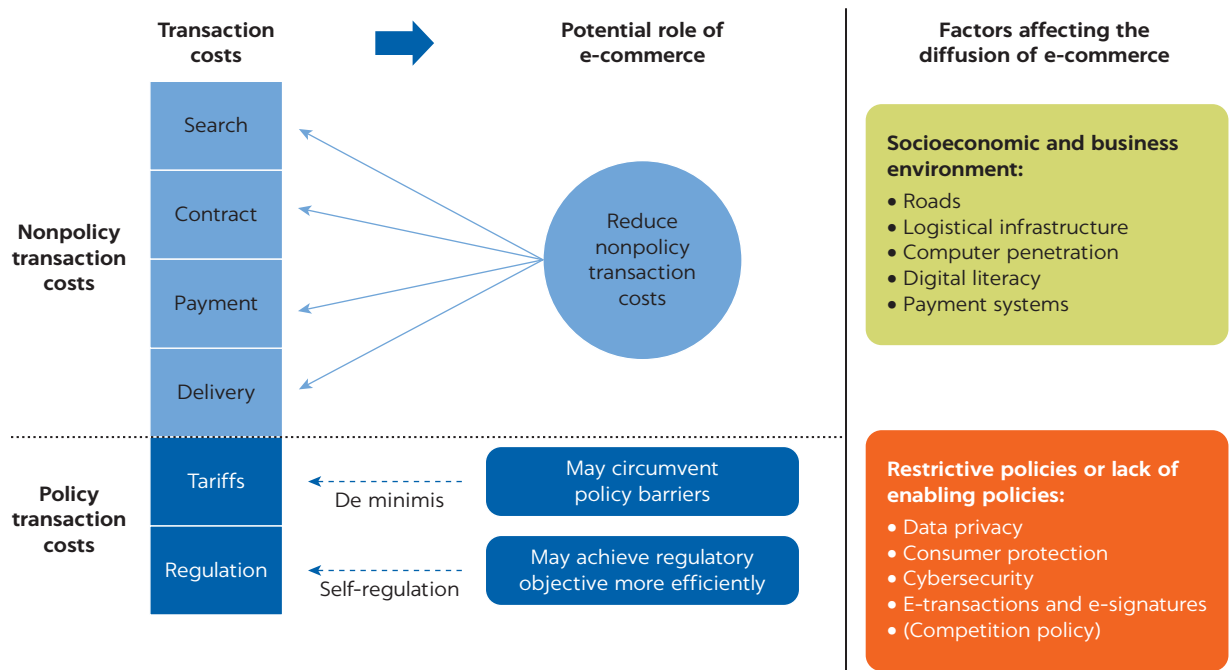 Transaction
costs
Potential role of
e-commerce
Factors affecting the
diffusion of e-commerce
Nonpolicy
transaction
costs
Search
Contract
Payment
Delivery
Reduce
nonpolicy
transaction
costs
Policy
transaction
costs
Tariffs
De minimis
May circumvent
policy barriers
Regulation
Self-regulation
May achieve regulatory
objective more efficiently
Socioeconomic and business
environment:
• Roads
• Logistical infrastructure
• Computer penetration
• Digital literacy
• Payment systems
Restrictive policies or lack of
enabling policies:
• Data privacy
• Consumer protection
• Cybersecurity
• E-transactions and e-signatures
• (Competition policy)